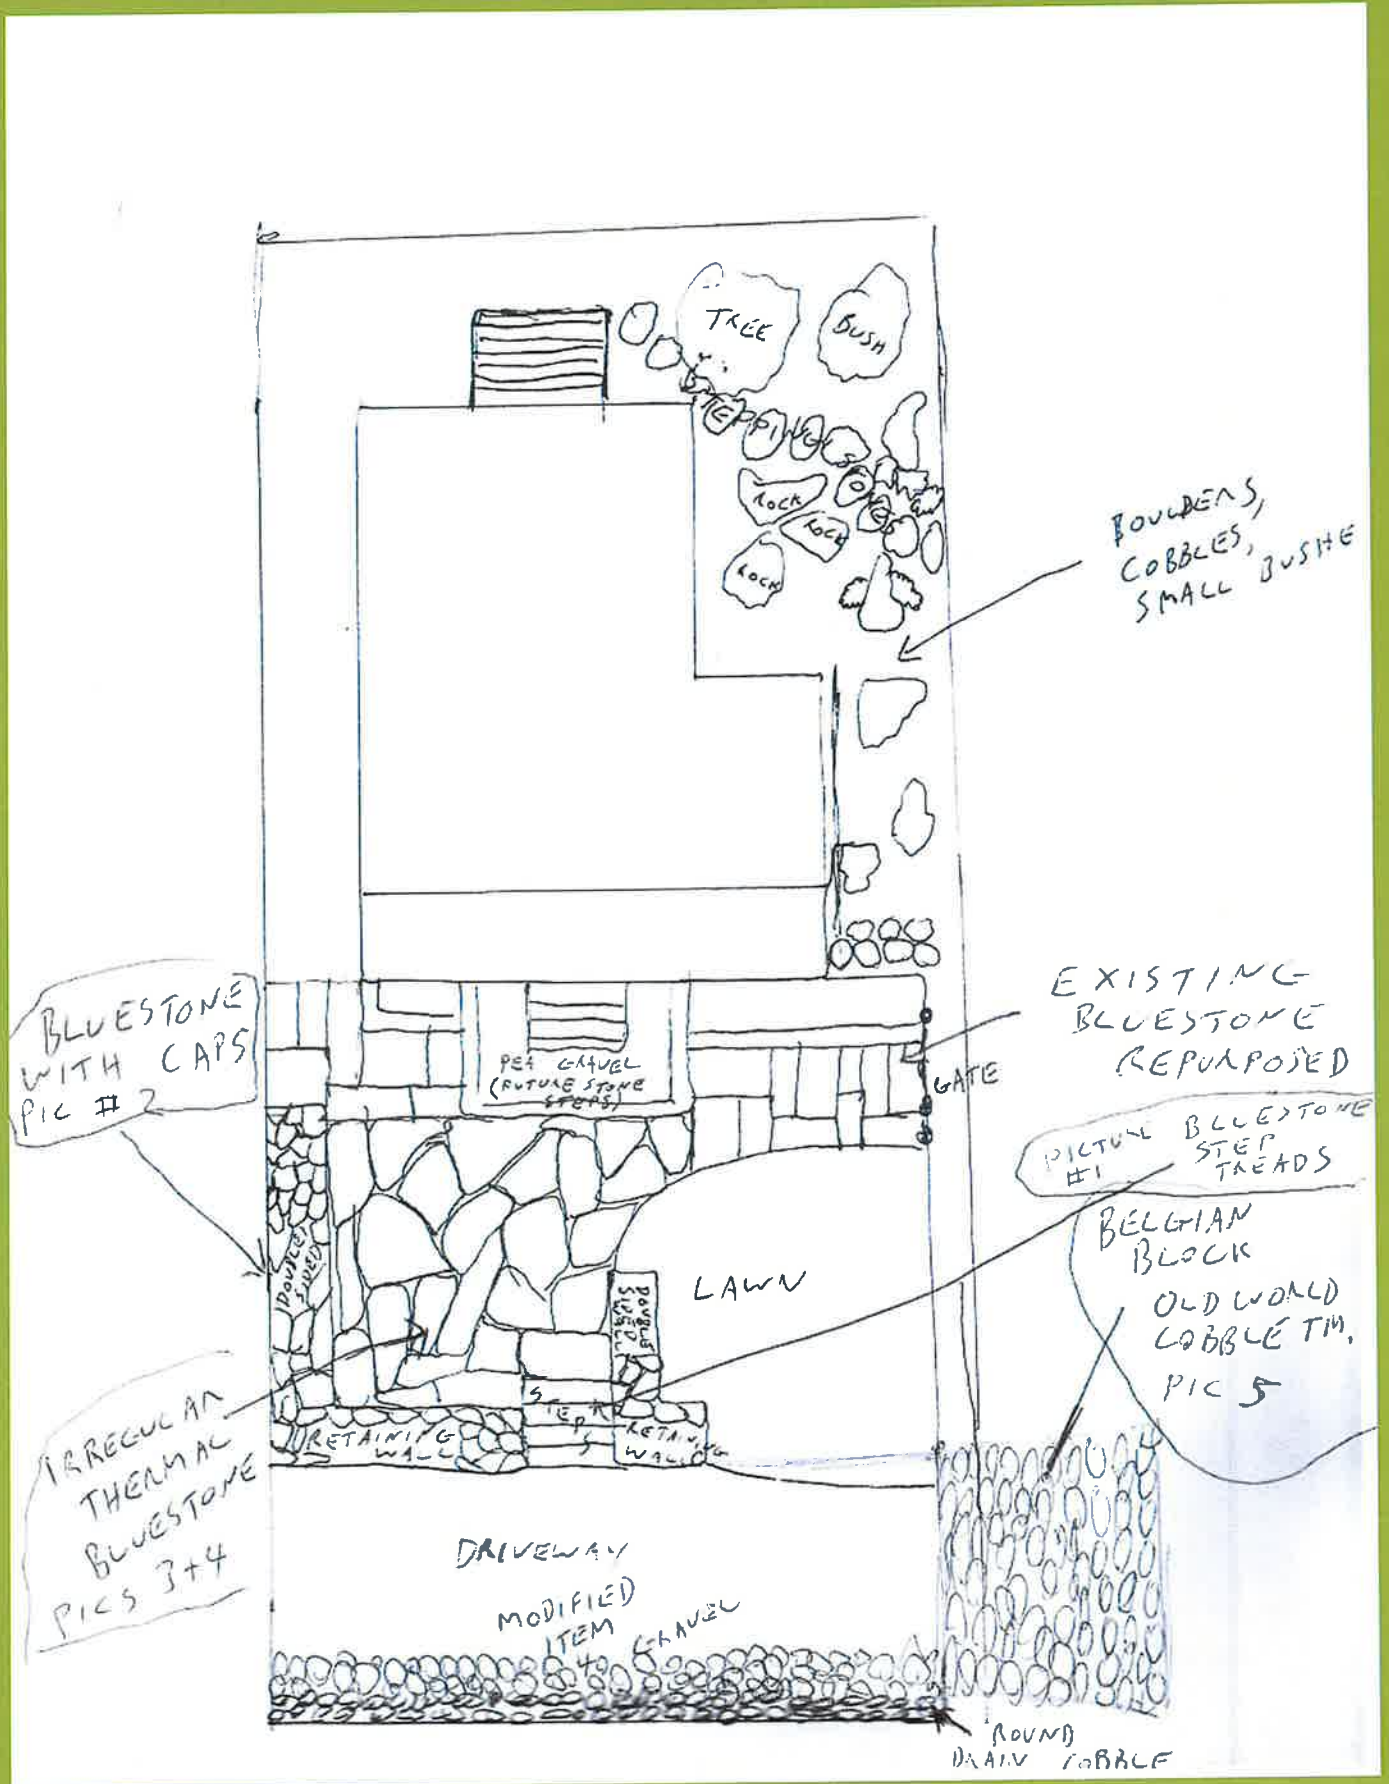 TREE
BUSH
STEPPING
ROCK
ROCK
ROCK
BOULDERS,
COBBLES,
SMALL BUSHE
BLUESTONE
WITH CAPS
PIC # 2
PEA GRAVEL
(FUTURE STONE
STEPS)
GATE
EXISTING
BLUESTONE
REPURPOSED
PICTURE
#1
BLUESTONE
STEP
TREADS
BELGIAN
BLOCK
OLD WORLD
COBBLE TM.
PIC 5
DOUBLE
SIDED
DOUBLE
SIDED
WALL
LAWN
STEPS
RETAINING
WALL
RETAINING
WALL
IRREGULAR
THERMAL
BLUESTONE
PICS 3+4
DRIVEWAY
MODIFIED
ITEM
4 GRAVEL
ROUND
DRAIN COBBLE